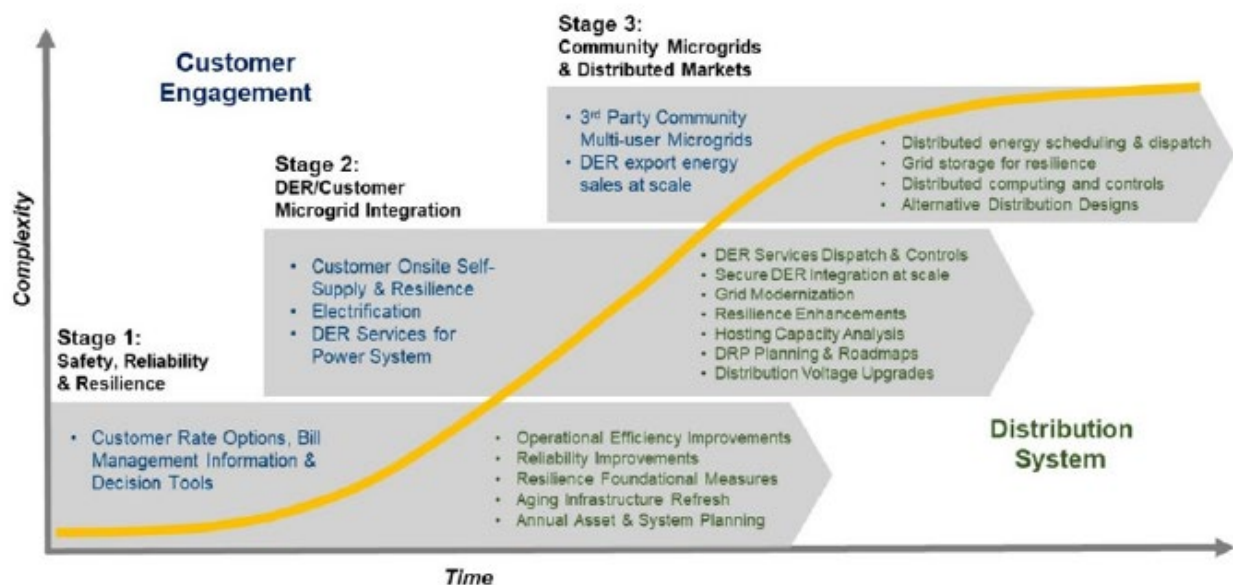 Stage 3:
Community Microgrids
& Distributed Markets
Customer
Engagement
• 3rd Party Community
Multi-user Microgrids
• DER export energy
sales at scale
• Distributed energy scheduling & dispatch
• Grid storage for resilience
• Distributed computing and controls
• Alternative Distribution Designs
Stage 2:
DER/Customer
Microgrid Integration
• Customer Onsite Self-
Supply & Resilience
• Electrification
• DER Services for
Power System
• DER Services Dispatch & Controls
• Secure DER Integration at scale
• Grid Modernization
• Resilience Enhancements
• Hosting Capacity Analysis
• DRP Planning & Roadmaps
• Distribution Voltage Upgrades
Complexity
Stage 1:
Safety, Reliability
& Resilience
• Customer Rate Options, Bill
Management Information &
Decision Tools
• Operational Efficiency Improvements
• Reliability Improvements
• Resilience Foundational Measures
• Aging Infrastructure Refresh
• Annual Asset & System Planning
Distribution
System
Time